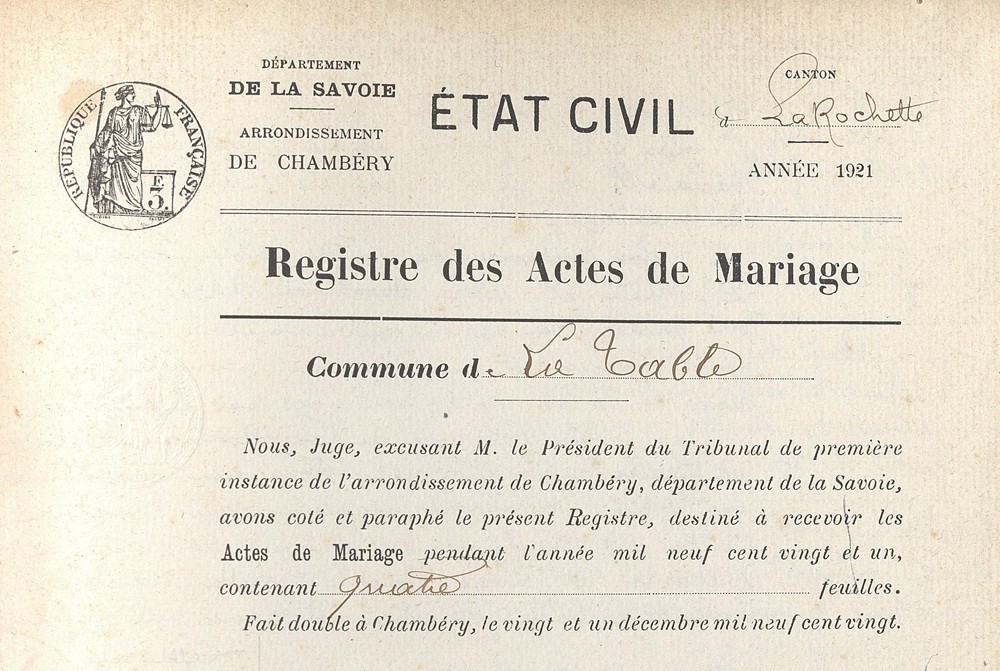 RÉPUBLIQUE FRANÇAISE
F
3.
DÉPARTEMENT
DE LA SAVOIE
ARRONDISSEMENT
DE CHAMBÉRY
ÉTAT CIVIL
CANTON
d La Rochette
ANNÉE 1921
Registre des Actes de Mariage
Commune de La Table
Nous, Juge, excusant M. le Président du Tribunal de première
instance de l'arrondissement de Chambéry, département de la Savoie,
avons coté et paraphé le présent Registre, destiné à recevoir les
Actes de Mariage pendant l'année mil neuf cent vingt et un,
contenant quatre feuilles.
Fait double à Chambéry, le vingt et un décembre mil neuf cent vingt.